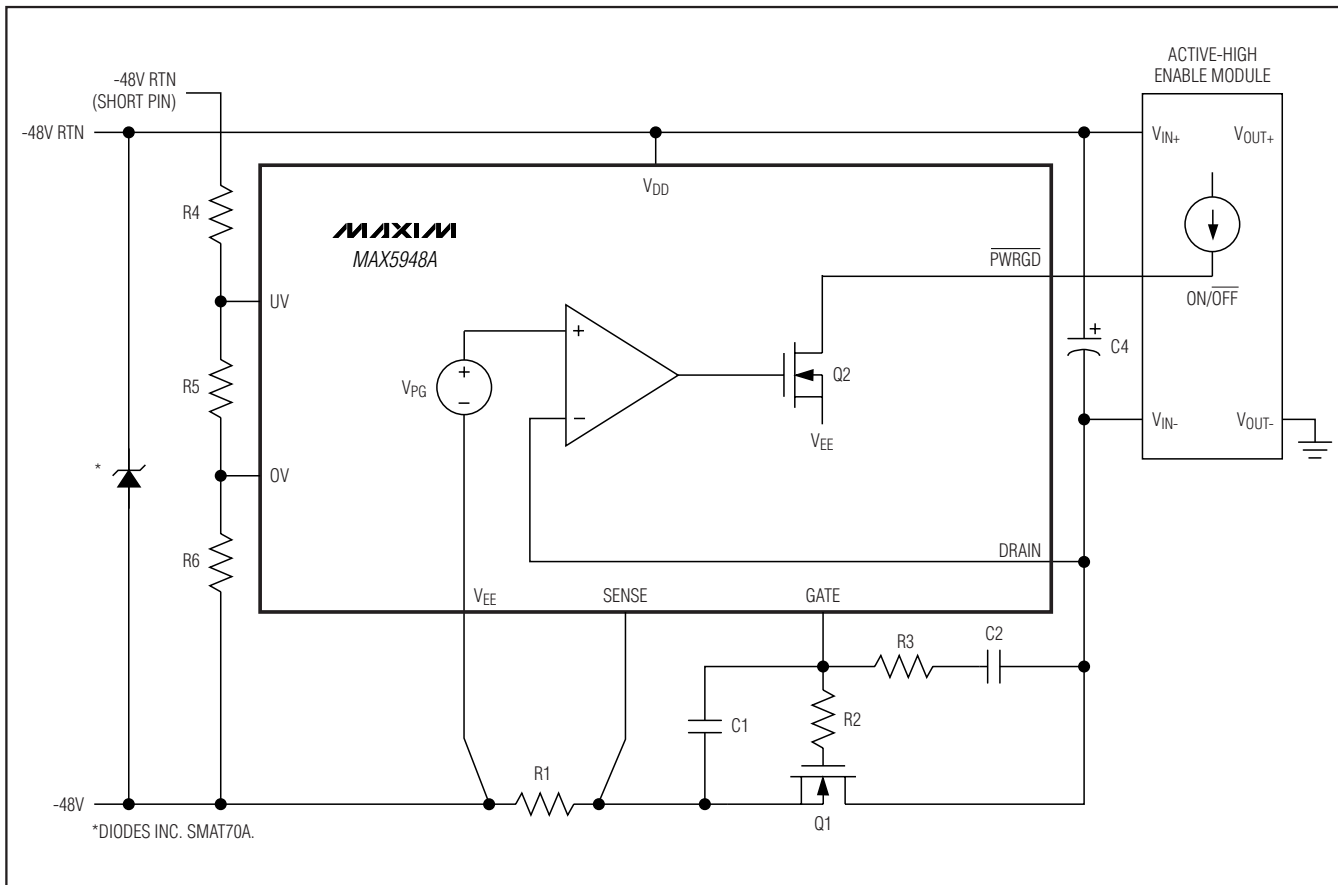 ACTIVE-HIGH
ENABLE MODULE
-48V RTN
(SHORT PIN)
-48V RTN
VIN+
VOUT+
VDD
R4
MAXIM
MAX5948A
PWRGD
ON/OFF
UV
+
+
C4
R5
VPG
+
−
Q2
−
VEE
VIN-
VOUT-
*
OV
R6
DRAIN
VEE
SENSE
GATE
R3
C2
C1
R2
R1
-48V
Q1
*DIODES INC. SMAT70A.